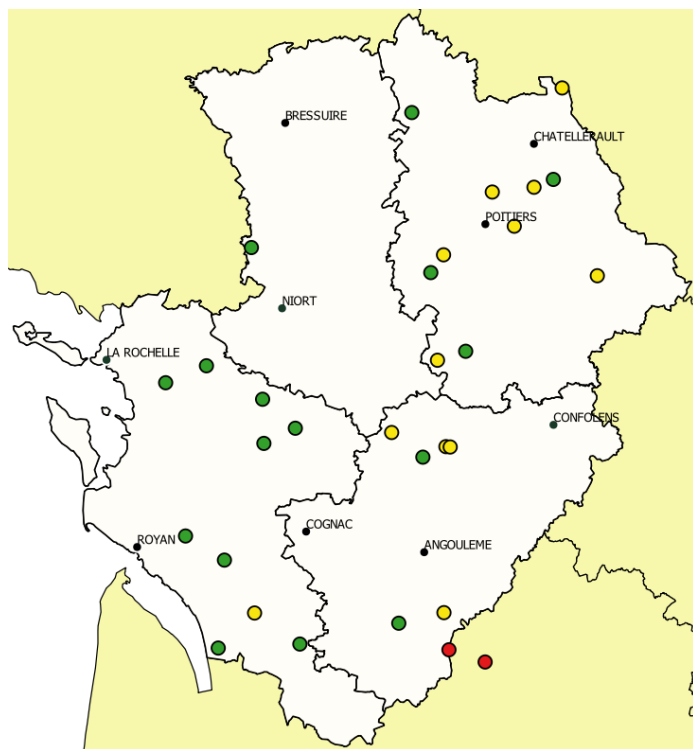 BRESSUIRE
CHATELLERAULT
POITIERS
NIORT
LA ROCHELLE
CONFOLENS
COGNAC
ROYAN
ANGOULEME